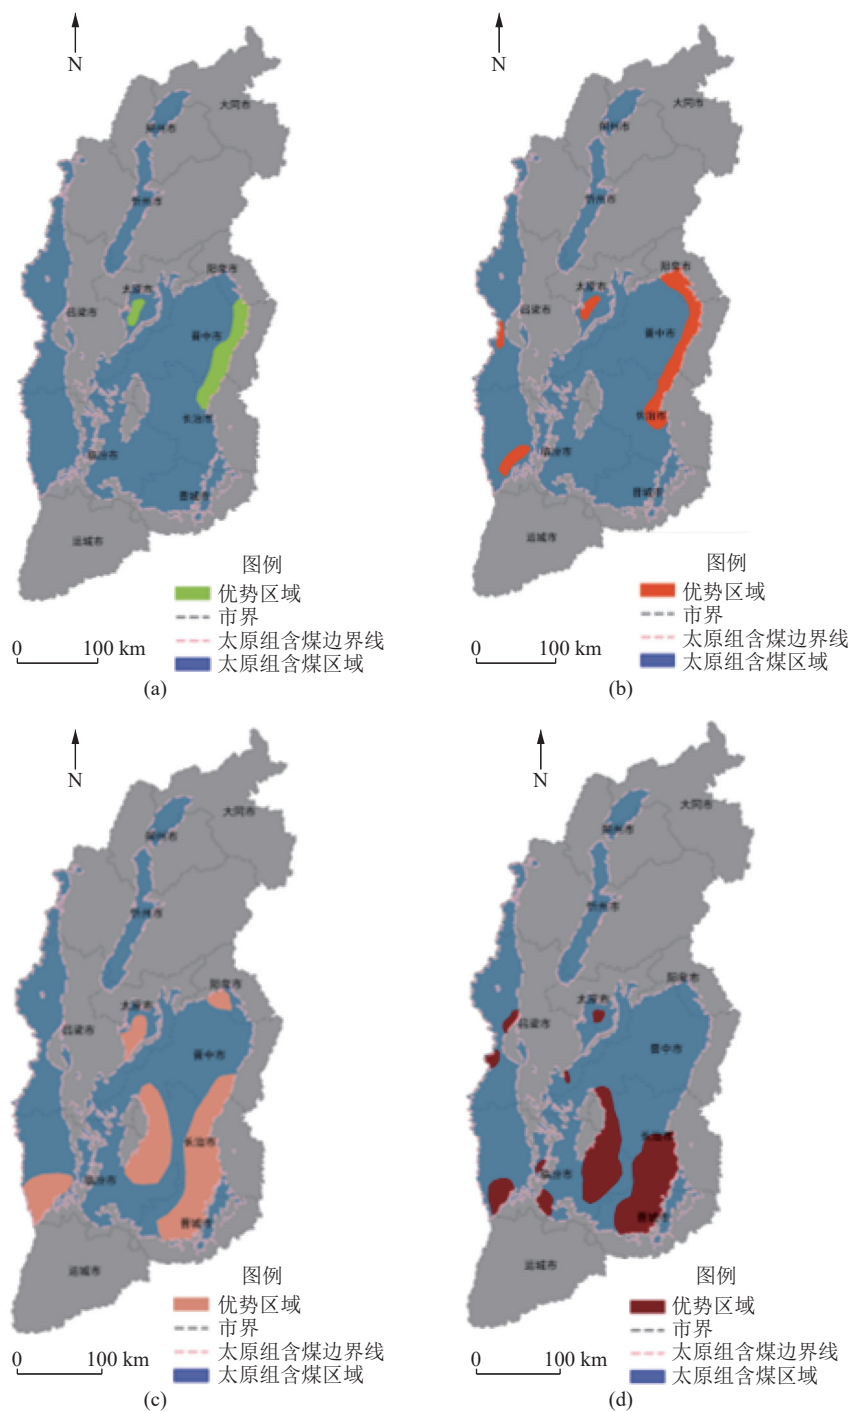 N
大同市
朔州市
忻州市
阳泉市
太原市
吕梁市
晋中市
长治市
临汾市
晋城市
运城市
图例
优势区域
市界
太原组含煤边界线
太原组含煤区域
0 100 km
(a)
N
大同市
朔州市
忻州市
阳泉市
太原市
吕梁市
晋中市
长治市
临汾市
晋城市
运城市
图例
优势区域
市界
太原组含煤边界线
太原组含煤区域
0 100 km
(b)
N
大同市
朔州市
忻州市
阳泉市
太原市
吕梁市
晋中市
长治市
临汾市
晋城市
运城市
图例
优势区域
市界
太原组含煤边界线
太原组含煤区域
0 100 km
(c)
N
大同市
朔州市
忻州市
阳泉市
太原市
吕梁市
晋中市
长治市
临汾市
晋城市
运城市
图例
优势区域
市界
太原组含煤边界线
太原组含煤区域
0 100 km
(d)